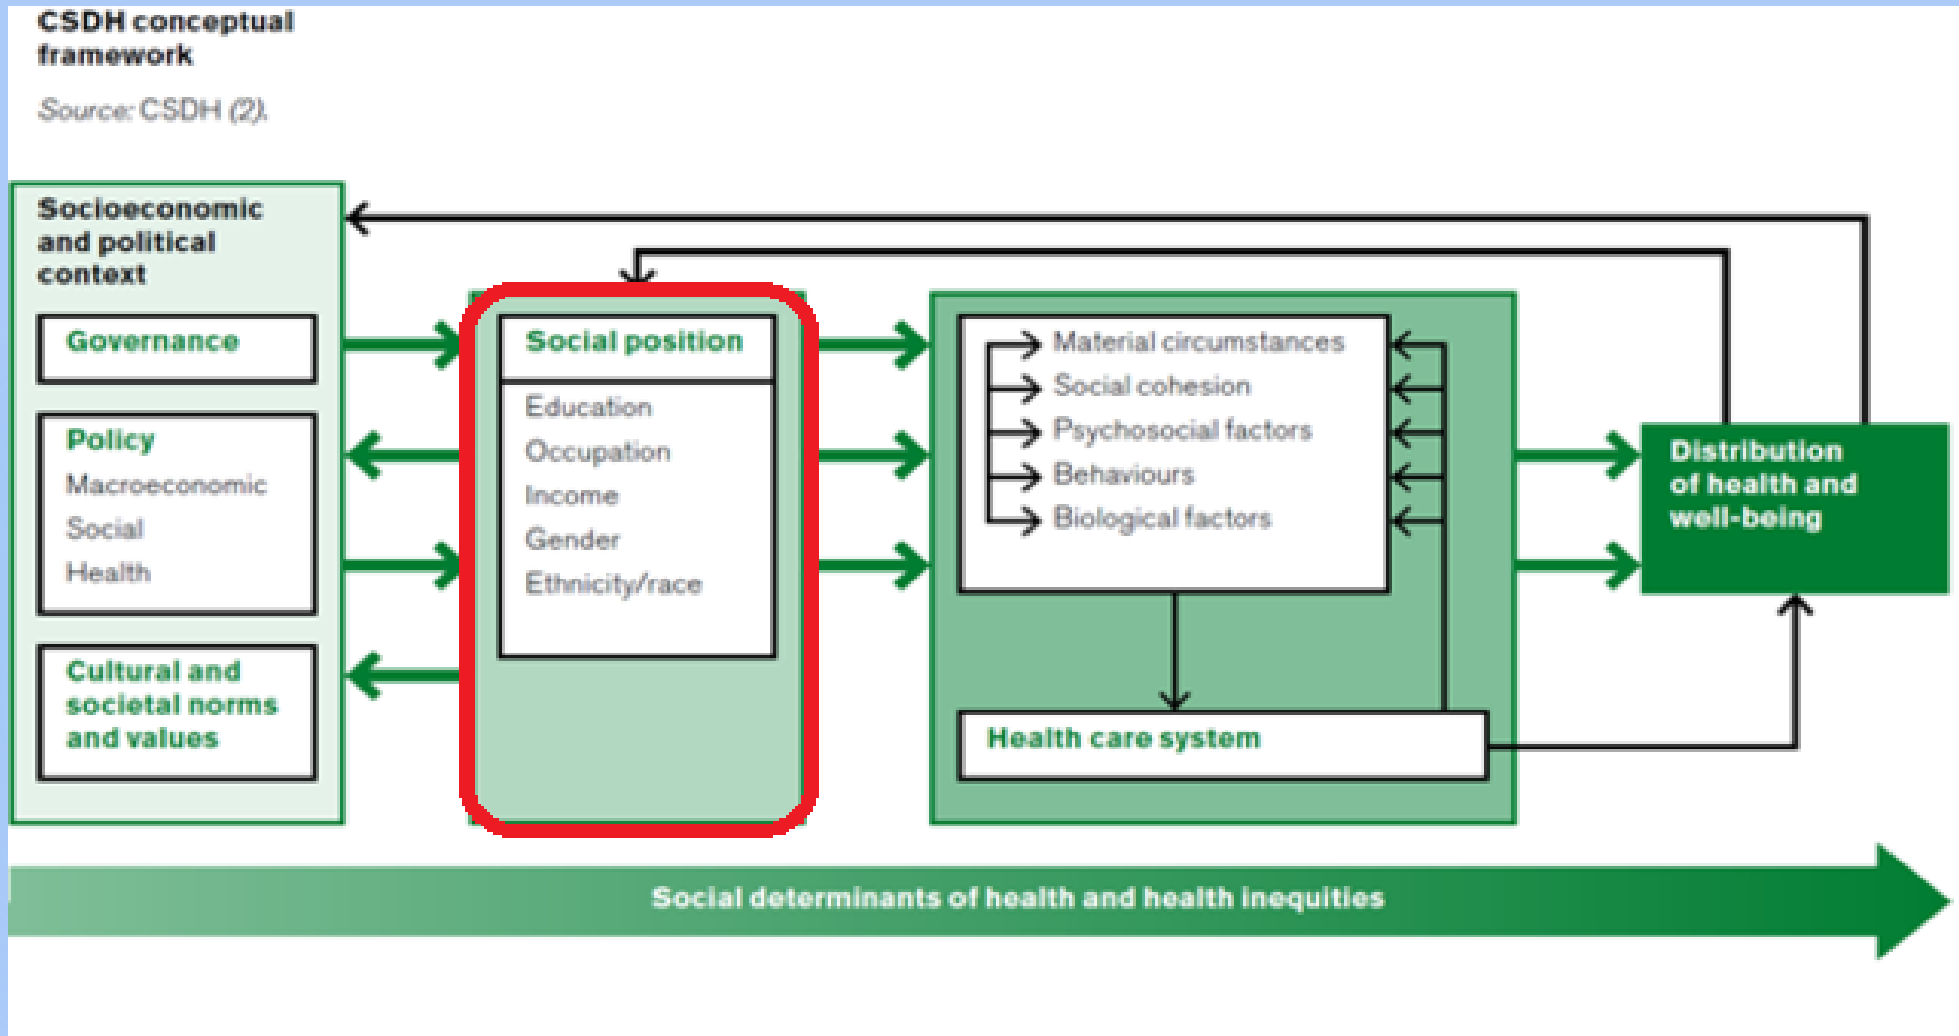 CSDH conceptual
framework
Source: CSDH (2).
Socioeconomic
and political
context
Governance
Policy
Macroeconomic
Social
Health
Cultural and
societal norms
and values
Social position
Education
Occupation
Income
Gender
Ethnicity/race
Material circumstances
Social cohesion
Psychosocial factors
Behaviours
Biological factors
Health care system
Distribution
of health and
well-being
Social determinants of health and health inequities